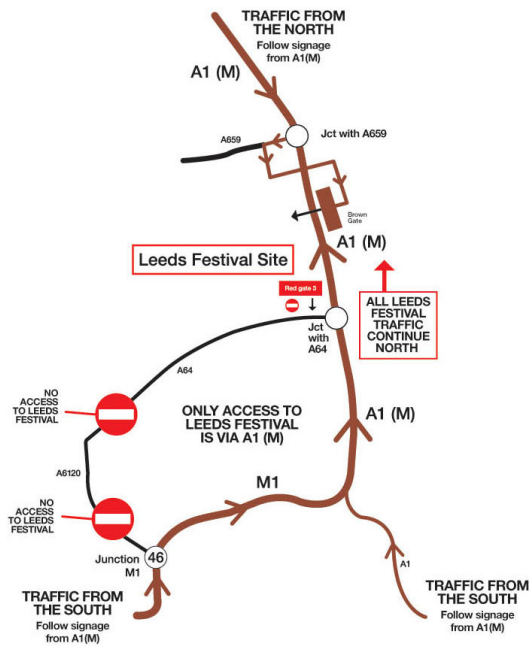 TRAFFIC FROM
THE NORTH
Follow signage
from A1(M)
A1 (M)
A659
Jct with A659
Brown
Gate
A1 (M)
Leeds Festival Site
Red gate 3
ALL LEEDS
FESTIVAL
TRAFFIC
CONTINUE
NORTH
Jct
with
A64
A64
NO
ACCESS
TO LEEDS
FESTIVAL
ONLY ACCESS TO
LEEDS FESTIVAL
IS VIA A1 (M)
A1 (M)
A6120
M1
NO
ACCESS
TO LEEDS
FESTIVAL
Junction
M1
46
A1
TRAFFIC FROM
THE SOUTH
Follow signage
from A1(M)
TRAFFIC FROM
THE SOUTH
Follow signage
from A1(M)